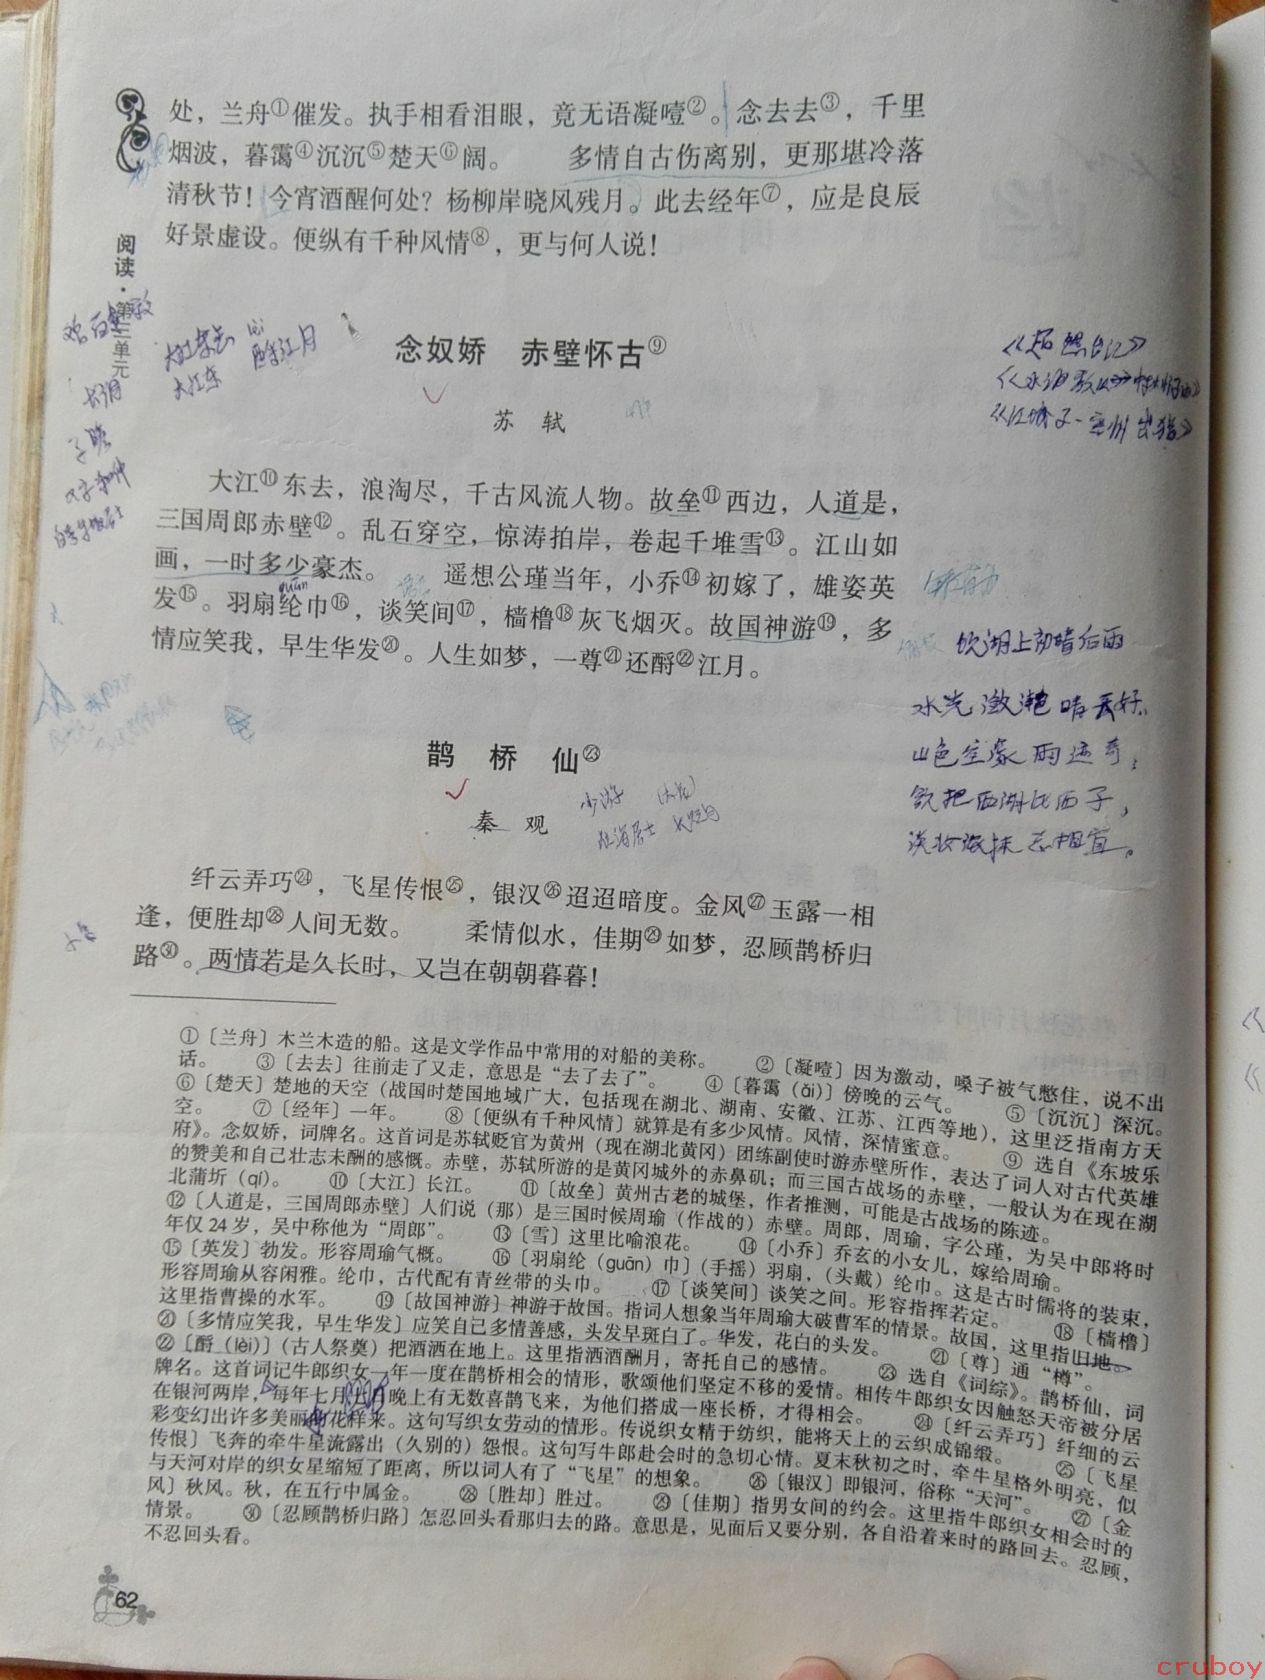 处，兰舟①催发。执手相看泪眼，竟无语凝噎②。念去去③，千里
烟波，暮霭④沉沉⑤楚天⑥阔。　　多情自古伤离别，更那堪冷落
清秋节！今宵酒醒何处？杨柳岸晓风残月。此去经年⑦，应是良辰
好景虚设。便纵有千种风情⑧，更与何人说！
阅读·第三单元
念奴娇　赤壁怀古⑨
大江东去
酹江月
大江东
lèi
苏　轼
子瞻
《超然台记》
大江⑩东去，浪淘尽，千古风流人物。故垒⑪西边，人道是，
三国周郎赤壁⑫。乱石穿空，惊涛拍岸，卷起千堆雪⑬。江山如
画，一时多少豪杰。　　遥想公瑾当年，小乔⑭初嫁了，雄姿英
发⑮。羽扇纶巾⑯，谈笑间⑰，樯橹⑱灰飞烟灭。故国神游⑲，多
情应笑我，早生华发⑳。人生如梦，一尊㉑还酹㉒江月。
guān
饮湖上初晴后雨
水光潋滟晴方好，
山色空蒙雨亦奇，
欲把西湖比西子，
淡妆浓抹总相宜。
鹊　桥　仙㉓
秦　观
少游
淮海居士
纤云弄巧㉔，飞星传恨㉕，银汉㉖迢迢暗度。金风㉗玉露一相
逢，便胜却㉘人间无数。　　柔情似水，佳期㉙如梦，忍顾鹊桥归
路㉚。两情若是久长时，又岂在朝朝暮暮！
①〔兰舟〕木兰木造的船。这是文学作品中常用的对船的美称。　②〔凝噎〕因为激动，嗓子被气憋住，说不出
话。　③〔去去〕往前走了又走，意思是“去了去了”。　④〔暮霭（ǎi）〕傍晚的云气。　⑤〔沉沉〕深沉。
⑥〔楚天〕楚地的天空（战国时楚国地域广大，包括现在湖北、湖南、安徽、江苏、江西等地），这里泛指南方天
空。　⑦〔经年〕一年。　⑧〔便纵有千种风情〕就算是有多少风情。风情，深情蜜意。　⑨ 选自《东坡乐
府》。念奴娇，词牌名。这首词是苏轼贬官为黄州（现在湖北黄冈）团练副使时游赤壁所作，表达了词人对古代英雄
的赞美和自己壮志未酬的感慨。赤壁，苏轼所游的是黄冈城外的赤鼻矶；而三国古战场的赤壁，一般认为在现在湖
北蒲圻（qí）。　⑩〔大江〕长江。　⑪〔故垒〕黄州古老的城堡，作者推测，可能是古战场的陈迹。
⑫〔人道是，三国周郎赤壁〕人们说（那）是三国时候周瑜（作战的）赤壁。周郎，周瑜，字公瑾，为吴中郎将时
年仅 24 岁，吴中称他为“周郎”。　⑬〔雪〕这里比喻浪花。　⑭〔小乔〕乔玄的小女儿，嫁给周瑜。
⑮〔英发〕勃发。形容周瑜气概。　⑯〔羽扇纶（guān）巾〕（手摇）羽扇，（头戴）纶巾。这是古时儒将的装束，
形容周瑜从容闲雅。纶巾，古代配有青丝带的头巾。　⑰〔谈笑间〕谈笑之间。形容指挥若定。　⑱〔樯橹〕
这里指曹操的水军。　⑲〔故国神游〕神游于故国。指词人想象当年周瑜大破曹军的情景。故国，这里指旧地。
⑳〔多情应笑我，早生华发〕应笑自己多情善感，头发早斑白了。华发，花白的头发。　㉑〔尊〕通“樽”。
㉒〔酹（lèi）〕（古人祭奠）把酒洒在地上。这里指洒酒酬月，寄托自己的感情。　㉓ 选自《词综》。鹊桥仙，词
牌名。这首词记牛郎织女一年一度在鹊桥相会的情形，歌颂他们坚定不移的爱情。相传牛郎织女因触怒天帝被分居
在银河两岸，每年七月七月晚上有无数喜鹊飞来，为他们搭成一座长桥，才得相会。　㉔〔纤云弄巧〕纤细的云
彩变幻出许多美丽的花样来。这句写织女劳动的情形。传说织女精于纺织，能将天上的云织成锦缎。　㉕〔飞星
传恨〕飞奔的牵牛星流露出（久别的）怨恨。这句写牛郎赴会时的急切心情。夏末秋初之时，牵牛星格外明亮，似
与天河对岸的织女星缩短了距离，所以词人有了“飞星”的想象。　㉖〔银汉〕即银河，俗称“天河”。　㉗〔金
风〕秋风。秋，在五行中属金。　㉘〔胜却〕胜过。　㉙〔佳期〕指男女间的约会。这里指牛郎织女相会时的
情景。　㉚〔忍顾鹊桥归路〕怎忍回头看那归去的路。意思是，见面后又要分别，各自沿着来时的路回去。忍顾，
不忍回头看。
62
cruboy